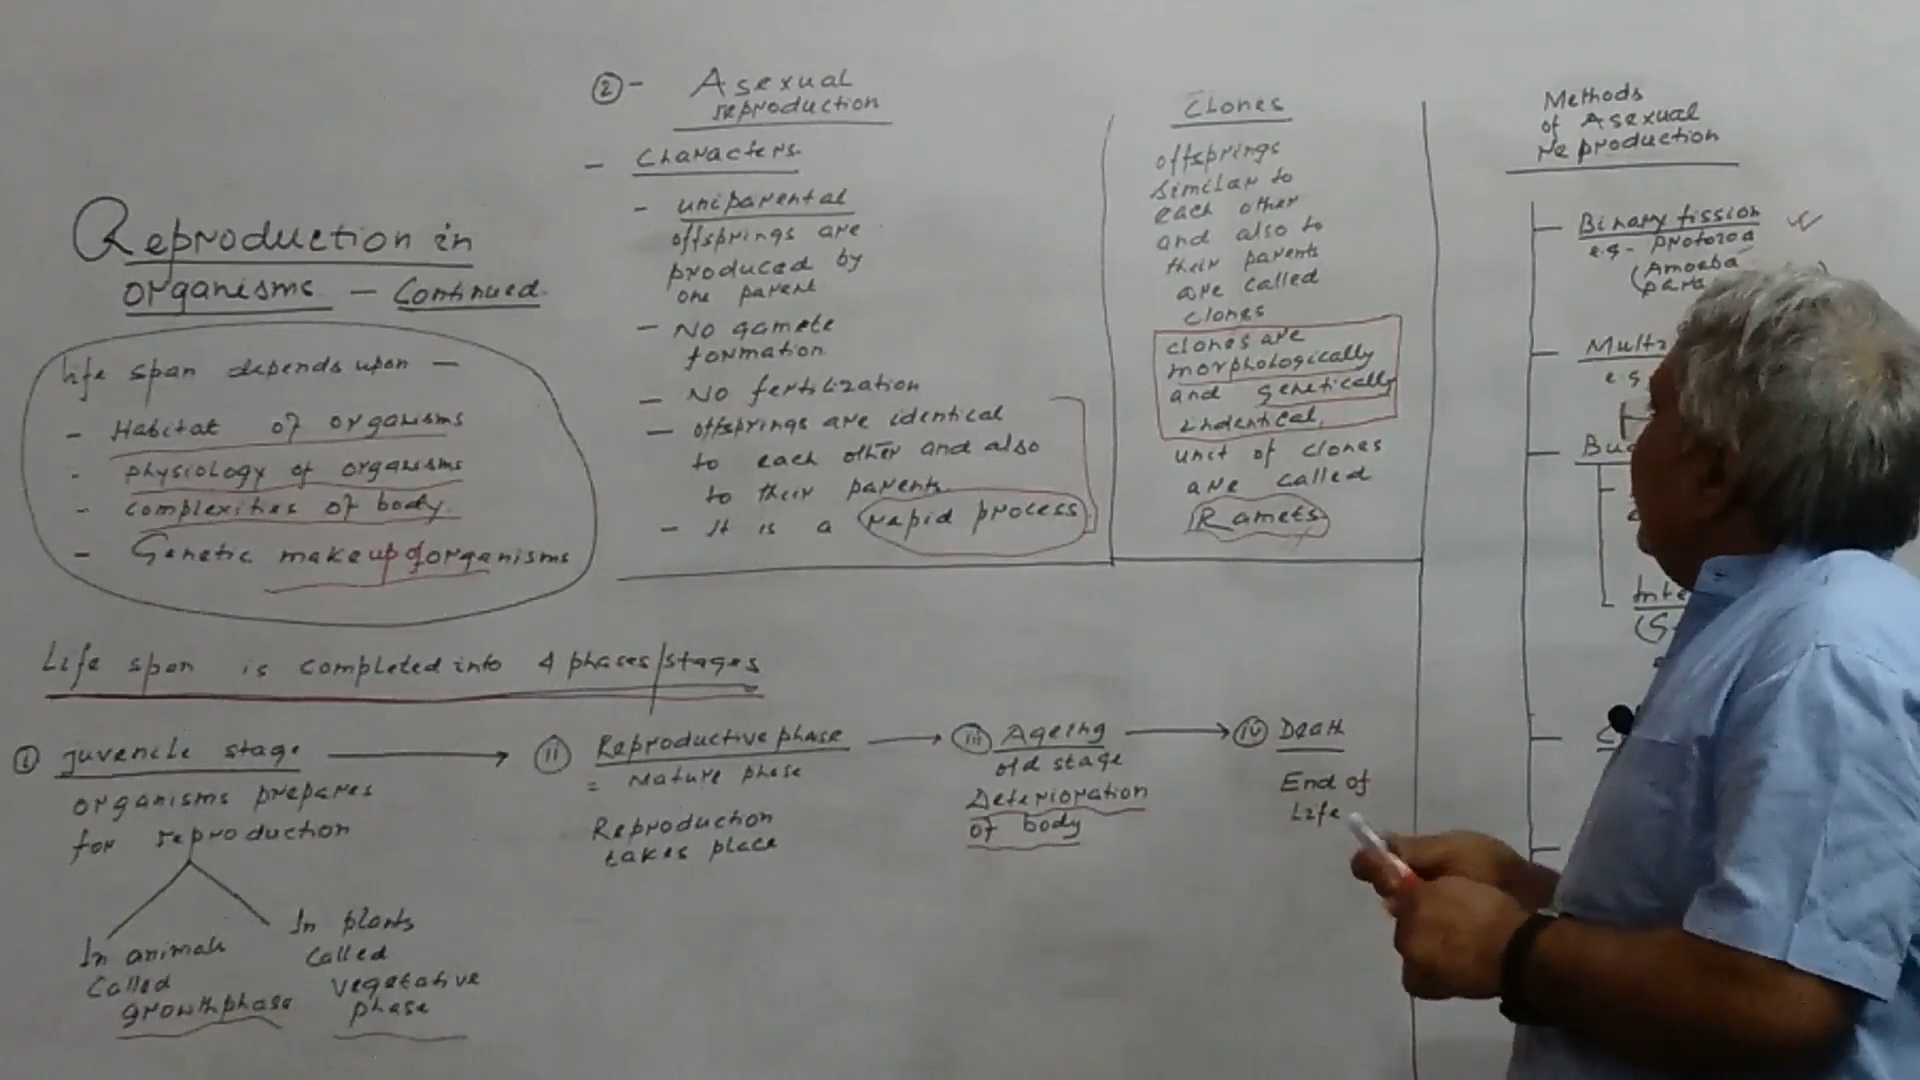 Reproduction in
organisms - Continued
life span depends upon -
- Habitat of organisms
- physiology of organisms
- complexities of body.
- Genetic makeup of organisms
② - Asexual
reproduction
- Characters.
- uniparental
offsprings are
produced by
one parent
- No gamete
formation
- No fertilization
- offsprings are identical
to each other and also
to their parents.
- It is a rapid process
Clones
offsprings
similar to
each other
and also to
their parents
are called
clones
clones are
morphologically
and genetically
indentical.
unit of clones
are called
Ramets
Methods
of Asexual
reproduction
Binary fission
e.g- protozoa
(Amoeba
e.g
Life span is completed into 4 phases/stages
① juvenile stage
organisms prepares
for reproduction
In animals
Called
growth phase
In plants
Called
vegetative
phase
ⅱ Reproductive phase
= Mature phase
Reproduction
takes place
ⅲ Ageing
old stage
Deterioration
of body
ⅳ Death
End of
Life